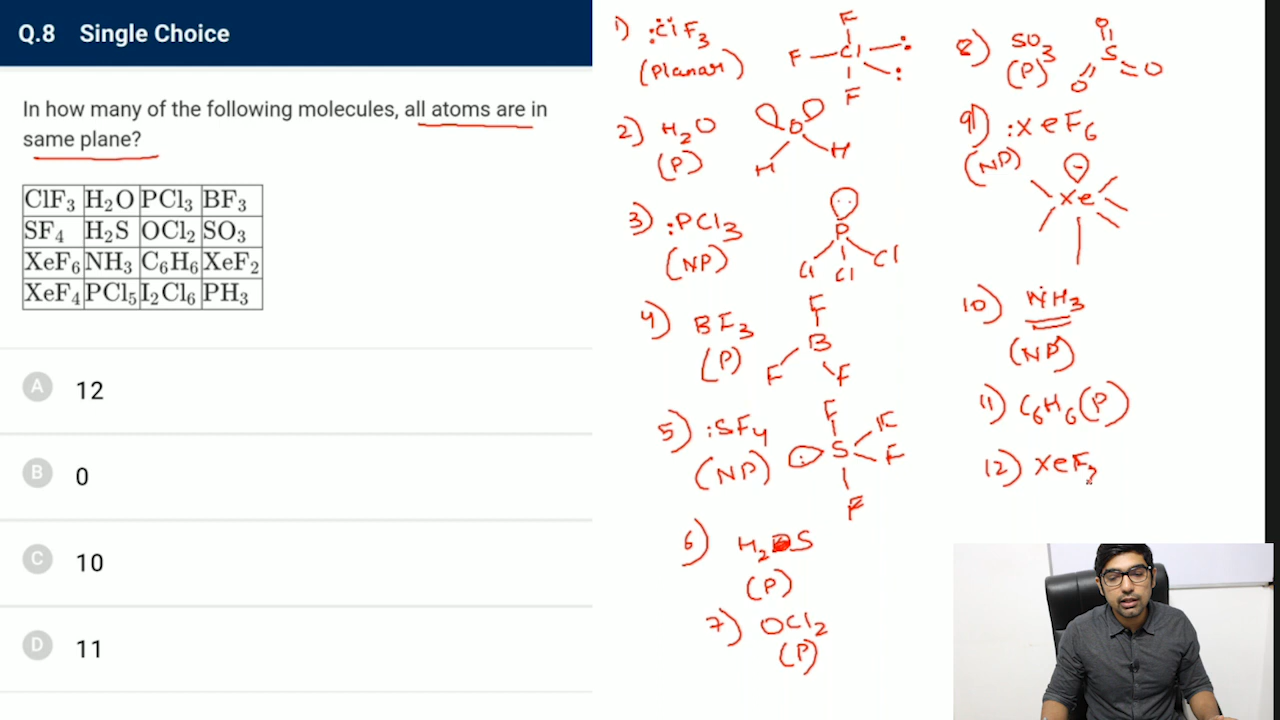 Q.8 Single Choice
In how many of the following molecules, all atoms are in
same plane?
ClF₃ H₂O PCl₃ BF₃
SF₄ H₂S OCl₂ SO₃
XeF₆ NH₃ C₆H₆ XeF₂
XeF₄ PCl₅ I₂Cl₆ PH₃
A 12
B 0
C 10
D 11
1) :ClF₃
(Planar)
F
F Cl :
F :
2) H₂O
(P)
O
H H
3) :PCl₃
(NP)
P
Cl Cl Cl
4) BF₃
(P)
F
B
F F
5) :SF₄
(NP)
F
S F
F
F
6) H₂S
(P)
7) OCl₂
(P)
8) SO₃
(P)
O
S
O O
9) :XeF₆
(NP)
Xe
10) NH₃
(NP)
11) C₆H₆ (P)
12) XeF₂